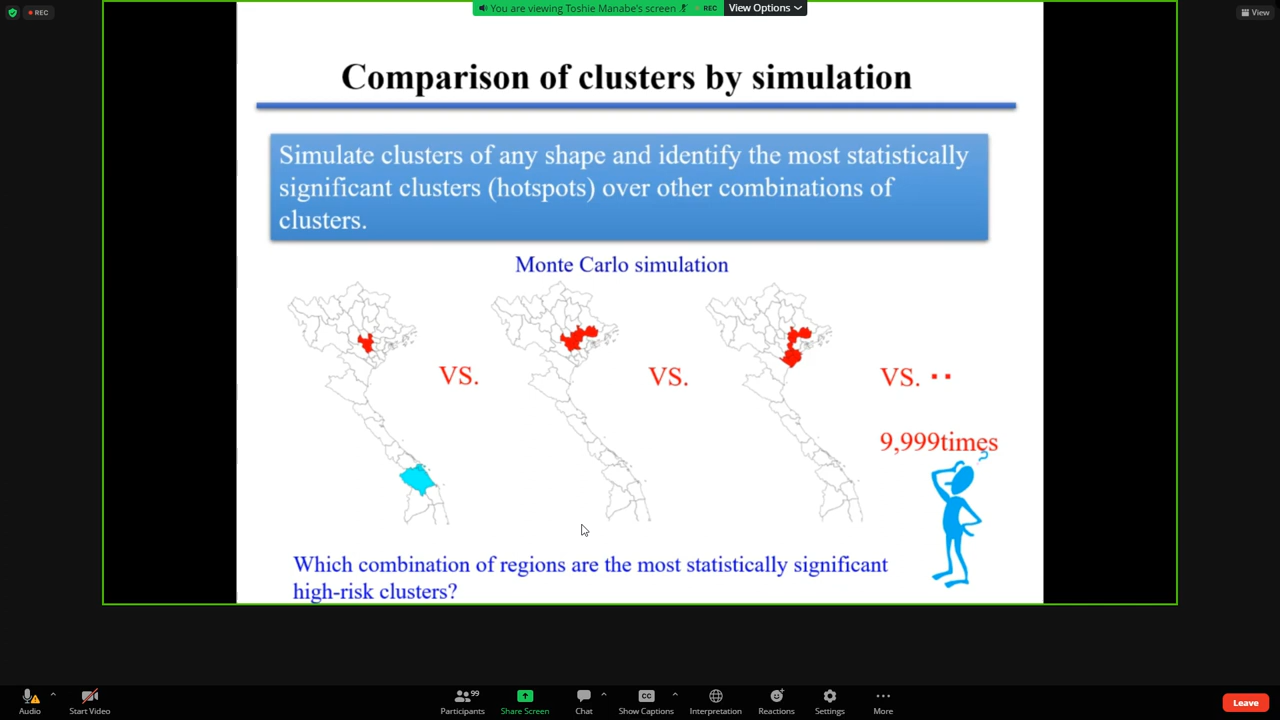 REC
You are viewing Toshie Manabe's screen
REC
View Options
View
Comparison of clusters by simulation
Simulate clusters of any shape and identify the most statistically
significant clusters (hotspots) over other combinations of
clusters.
Monte Carlo simulation
VS.
VS.
VS. ··
9,999times
?
Which combination of regions are the most statistically significant
high-risk clusters?
Audio
Start Video
99
Participants
Share Screen
Chat
CC
Show Captions
Interpretation
Reactions
Settings
More
Leave